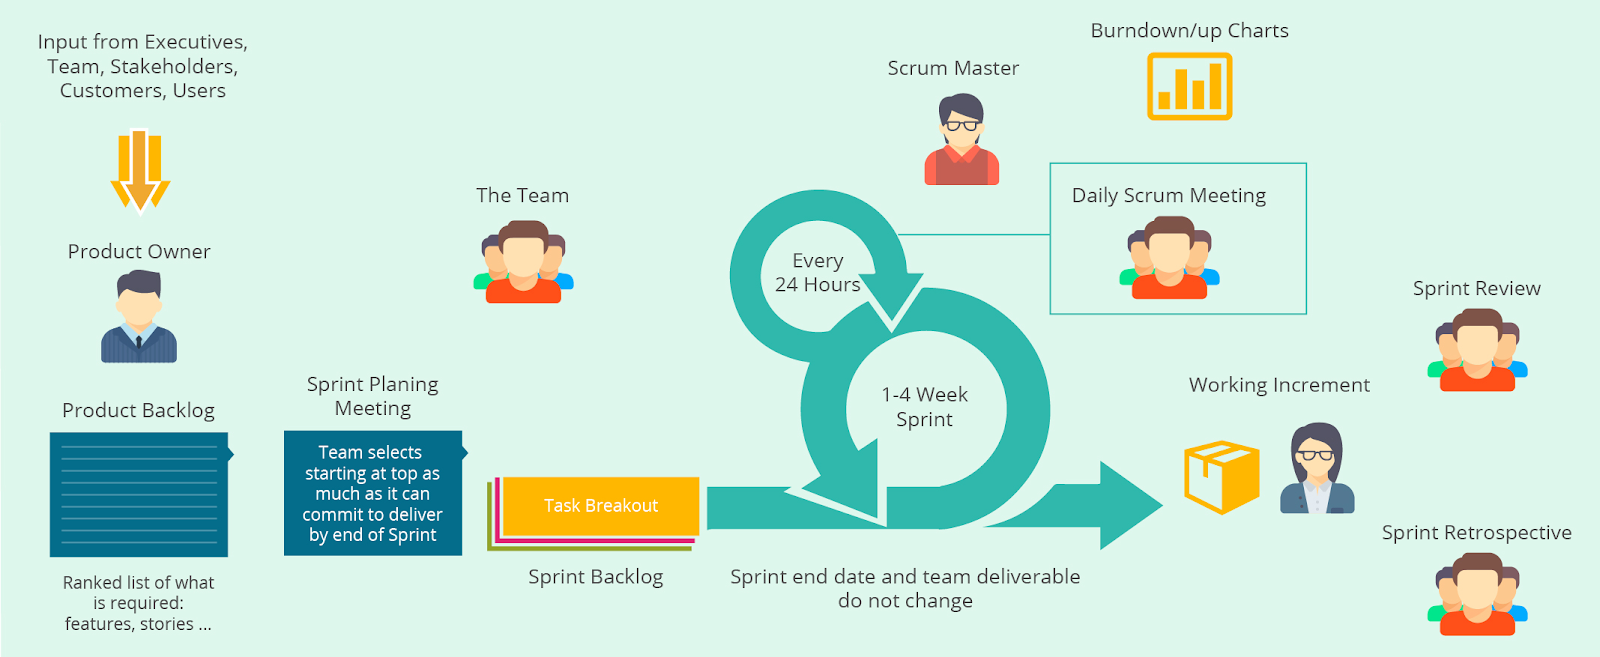 Input from Executives,
Team, Stakeholders,
Customers, Users
Product Owner
Product Backlog
Ranked list of what
is required:
features, stories ...
The Team
Sprint Planing
Meeting
Team selects
starting at top as
much as it can
commit to deliver
by end of Sprint
Task Breakout
Sprint Backlog
Every
24 Hours
1-4 Week
Sprint
Sprint end date and team deliverable
do not change
Scrum Master
Burndown/up Charts
Daily Scrum Meeting
Working Increment
Sprint Review
Sprint Retrospective